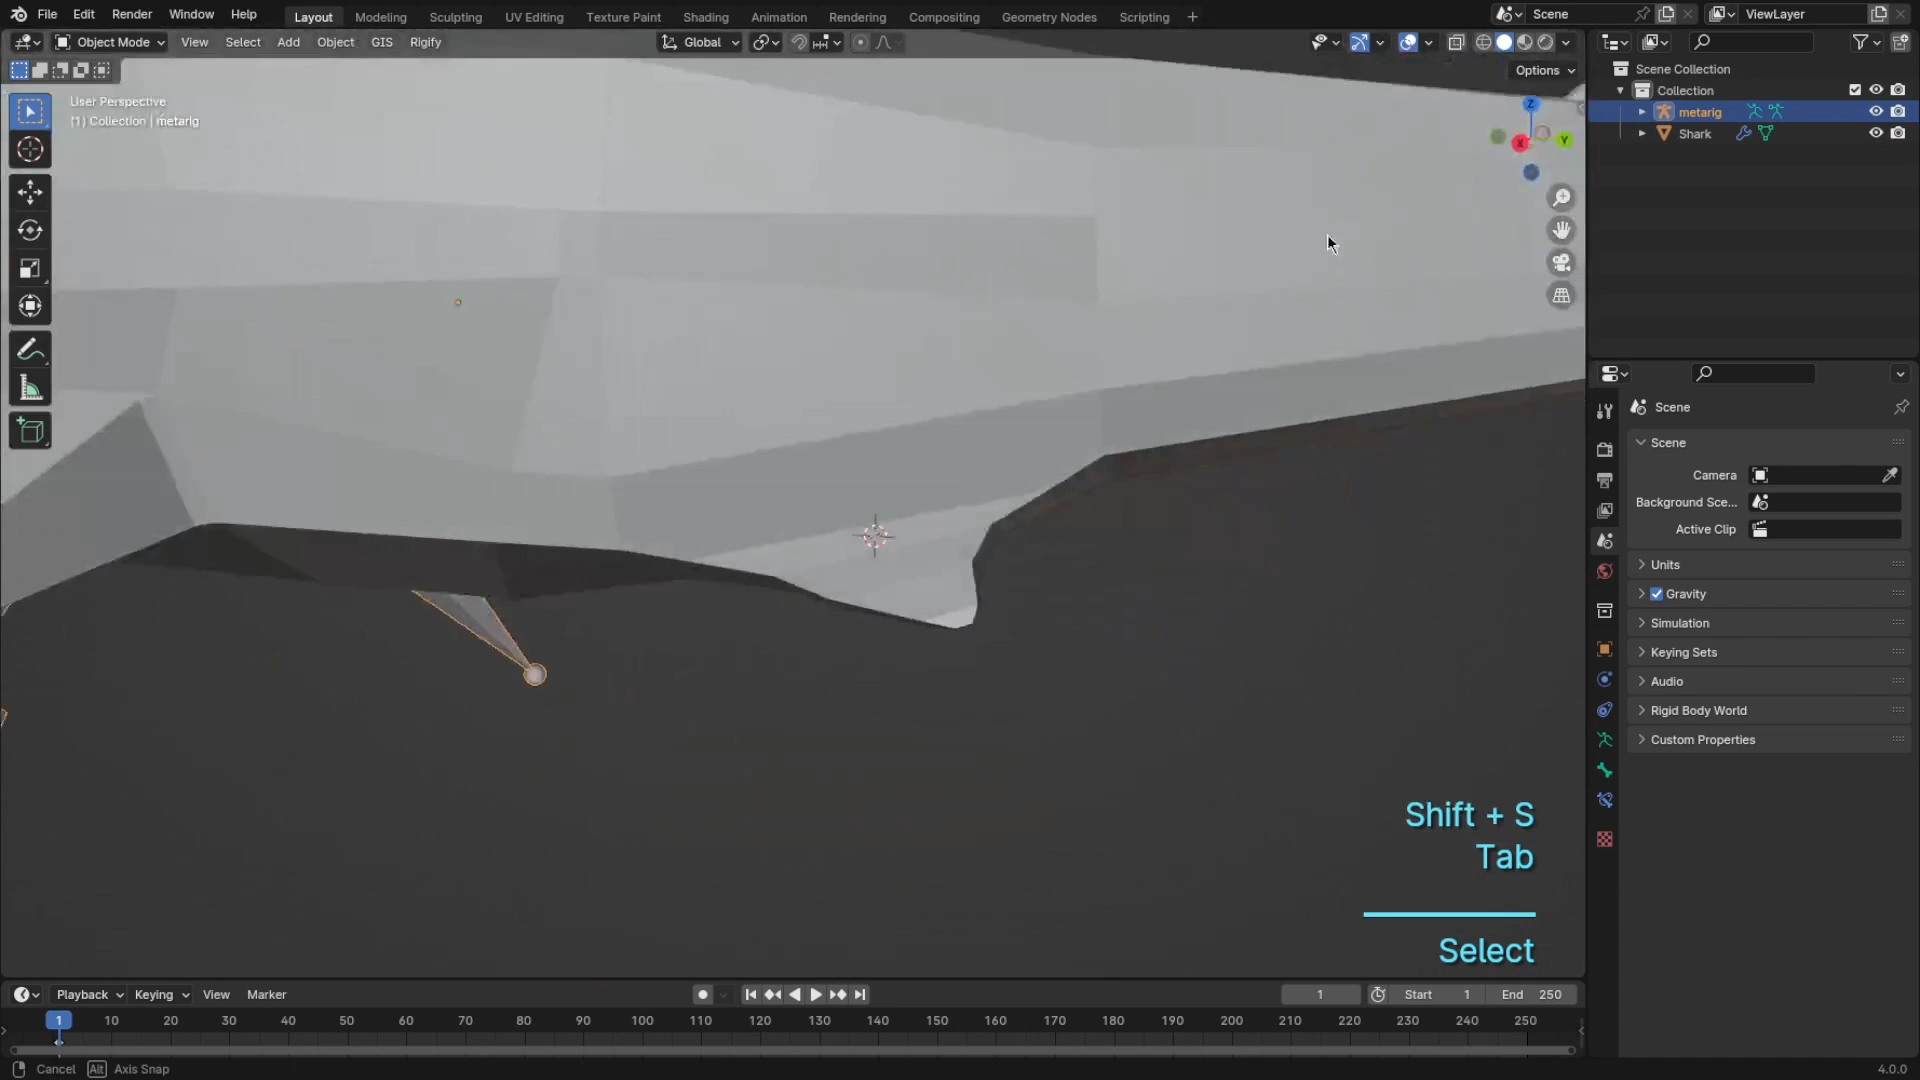 File Edit Render Window Help Layout Modeling Sculpting UV Editing Texture Paint Shading Animation Rendering Compositing Geometry Nodes Scripting + Scene ViewLayer
Object Mode View Select Add Object GIS Rigify Global
Options
User Perspective
(1) Collection | metarig
Z
X
Y
Scene Collection
Collection
metarig
Shark
Scene
Scene
Camera
Background Sce...
Active Clip
Units
Gravity
Simulation
Keying Sets
Audio
Rigid Body World
Custom Properties
Shift + S
Tab
Select
Playback Keying View Marker 1 Start 1 End 250
1 10 20 30 40 50 60 70 80 90 100 110 120 130 140 150 160 170 180 190 200 210 220 230 240 250
Cancel Alt Axis Snap 4.0.0